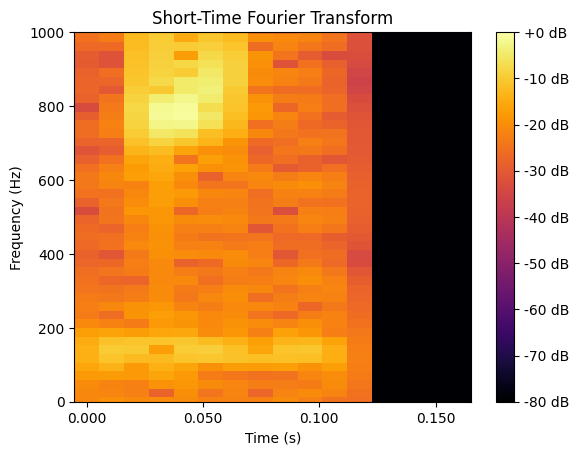 Short-Time Fourier Transform
1000
800
600
400
200
0
Frequency (Hz)
0.000
0.050
0.100
0.150
Time (s)
+0 dB
-10 dB
-20 dB
-30 dB
-40 dB
-50 dB
-60 dB
-70 dB
-80 dB